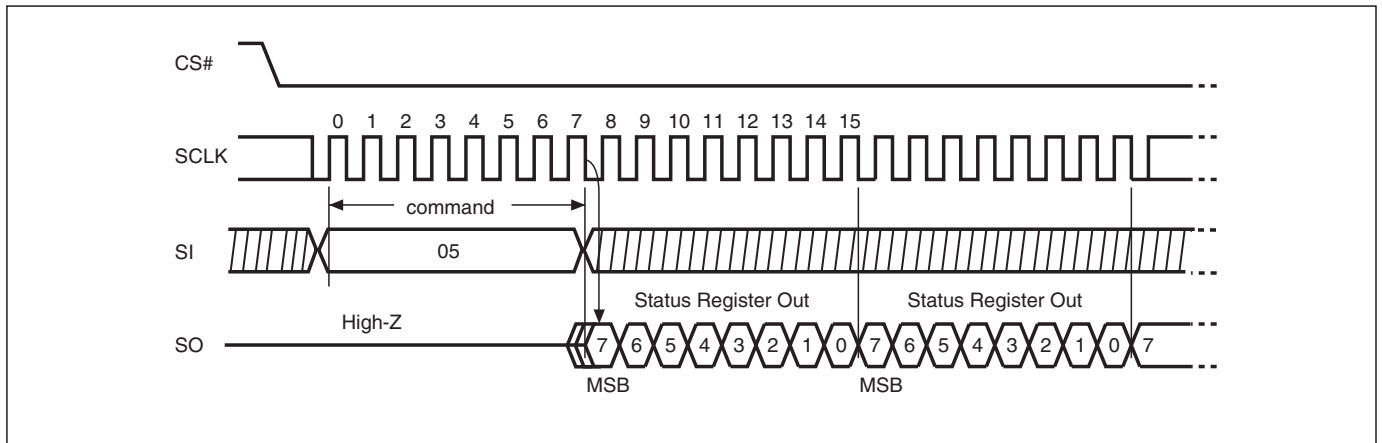 CS#
0 1 2 3 4 5 6 7 8 9 10 11 12 13 14 15
SCLK
command
SI
05
Status Register Out Status Register Out
High-Z
SO
7 6 5 4 3 2 1 0 7 6 5 4 3 2 1 0 7
MSB MSB